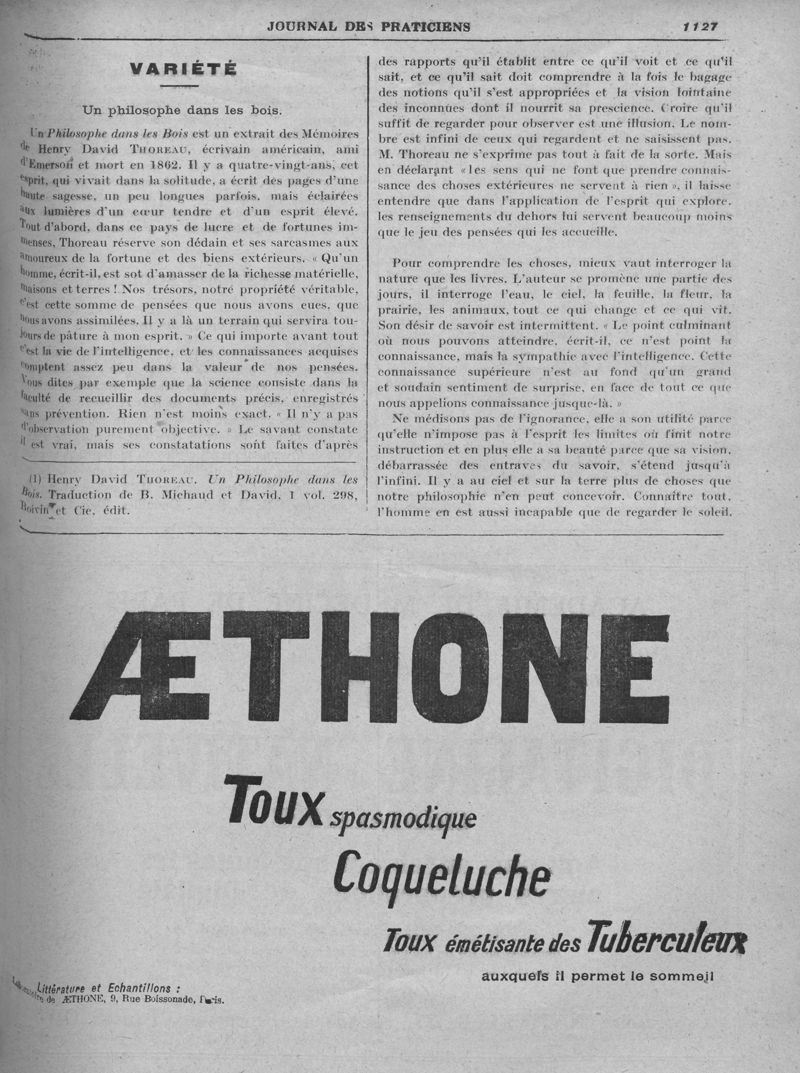 JOURNAL DES PRATICIENS 1127
VARIÉTÉ
Un philosophe dans les bois.
Un Philosophe dans les Bois est un extrait des Mémoires
de Henry David THOREAU, écrivain américain, ami
d'Emerson et mort en 1862. Il y a quatre-vingt-ans, cet
esprit, qui vivait dans la solitude, a écrit des pages d'une
haute sagesse, un peu longues parfois, mais éclairées
aux lumières d'un cœur tendre et d'un esprit élevé.
Tout d'abord, dans ce pays de lucre et de fortunes im-
menses, Thoreau réserve son dédain et ses sarcasmes aux
amoureux de la fortune et des biens extérieurs. « Qu'un
homme, écrit-il, est sot d'amasser de la richesse matérielle,
maisons et terres ! Nos trésors, notré propriété véritable,
c'est cette somme de pensées que nous avons eues, que
nous avons assimilées. Il y a là un terrain qui servira tou-
jours de pâture à mon esprit. » Ce qui importe avant tout
c'est la vie de l'intelligence, et les connaissances acquises
comptent assez peu dans la valeur de nos pensées.
Vous dites par exemple que la science consiste dans la
faculté de recueillir des documents précis, enregistrés
sans prévention. Rien n'est moins exact. « Il n'y a pas
d'observation purement objective. » Le savant constate
il est vrai, mais ses constatations sont faites d'après
(1) Henry David THOREAU. Un Philosophe dans les
Bois. Traduction de B. Michaud et David, 1 vol. 298,
Boivin et Cie, édit.
des rapports qu'il établit entre ce qu'il voit et ce qu'il
sait, et ce qu'il sait doit comprendre à la fois le bagage
des notions qu'il s'est appropriées et la vision lointaine
des inconnues dont il nourrit sa prescience. Croire qu'il
suffit de regarder pour observer est une illusion. Le nom-
bre est infini de ceux qui regardent et ne saisissent pas.
M. Thoreau ne s'exprime pas tout à fait de la sorte. Mais
en déclarant « les sens qui ne font que prendre connais-
sance des choses extérieures ne servent à rien », il laisse
entendre que dans l'application de l'esprit qui explore,
les renseignements du dehors lui servent beaucoup moins
que le jeu des pensées qui les accueille.
Pour comprendre les choses, mieux vaut interroger la
nature que les livres. L'auteur se promène une partie des
jours, il interroge l'eau, le ciel, la feuille, la fleur, la
prairie, les animaux, tout ce qui change et ce qui vit.
Son désir de savoir est intermittent. « Le point culminant
où nous pouvons atteindre, écrit-il, ce n'est point la
connaissance, mais la sympathie avec l'intelligence. Cette
connaissance supérieure n'est au fond qu'un grand
et soudain sentiment de surprise, en face de tout ce que
nous appelions connaissance jusque-là. »
Ne médisons pas de l'ignorance, elle a son utilité parce
qu'elle n'impose pas à l'esprit les limites où finit notre
instruction et en plus elle a sa beauté parce que sa vision,
débarrassée des entraves du savoir, s'étend jusqu'à
l'infini. Il y a au ciel et sur la terre plus de choses que
notre philosophie n'en peut concevoir. Connaître tout,
l'homme en est aussi incapable que de regarder le soleil.
ÆTHONE
Toux spasmodique
Coqueluche
Toux émétisante des Tuberculeux
auxquels il permet le sommeil
Littérature et Echantillons :
de ÆTHONE, 9, Rue Boissonade, Paris.